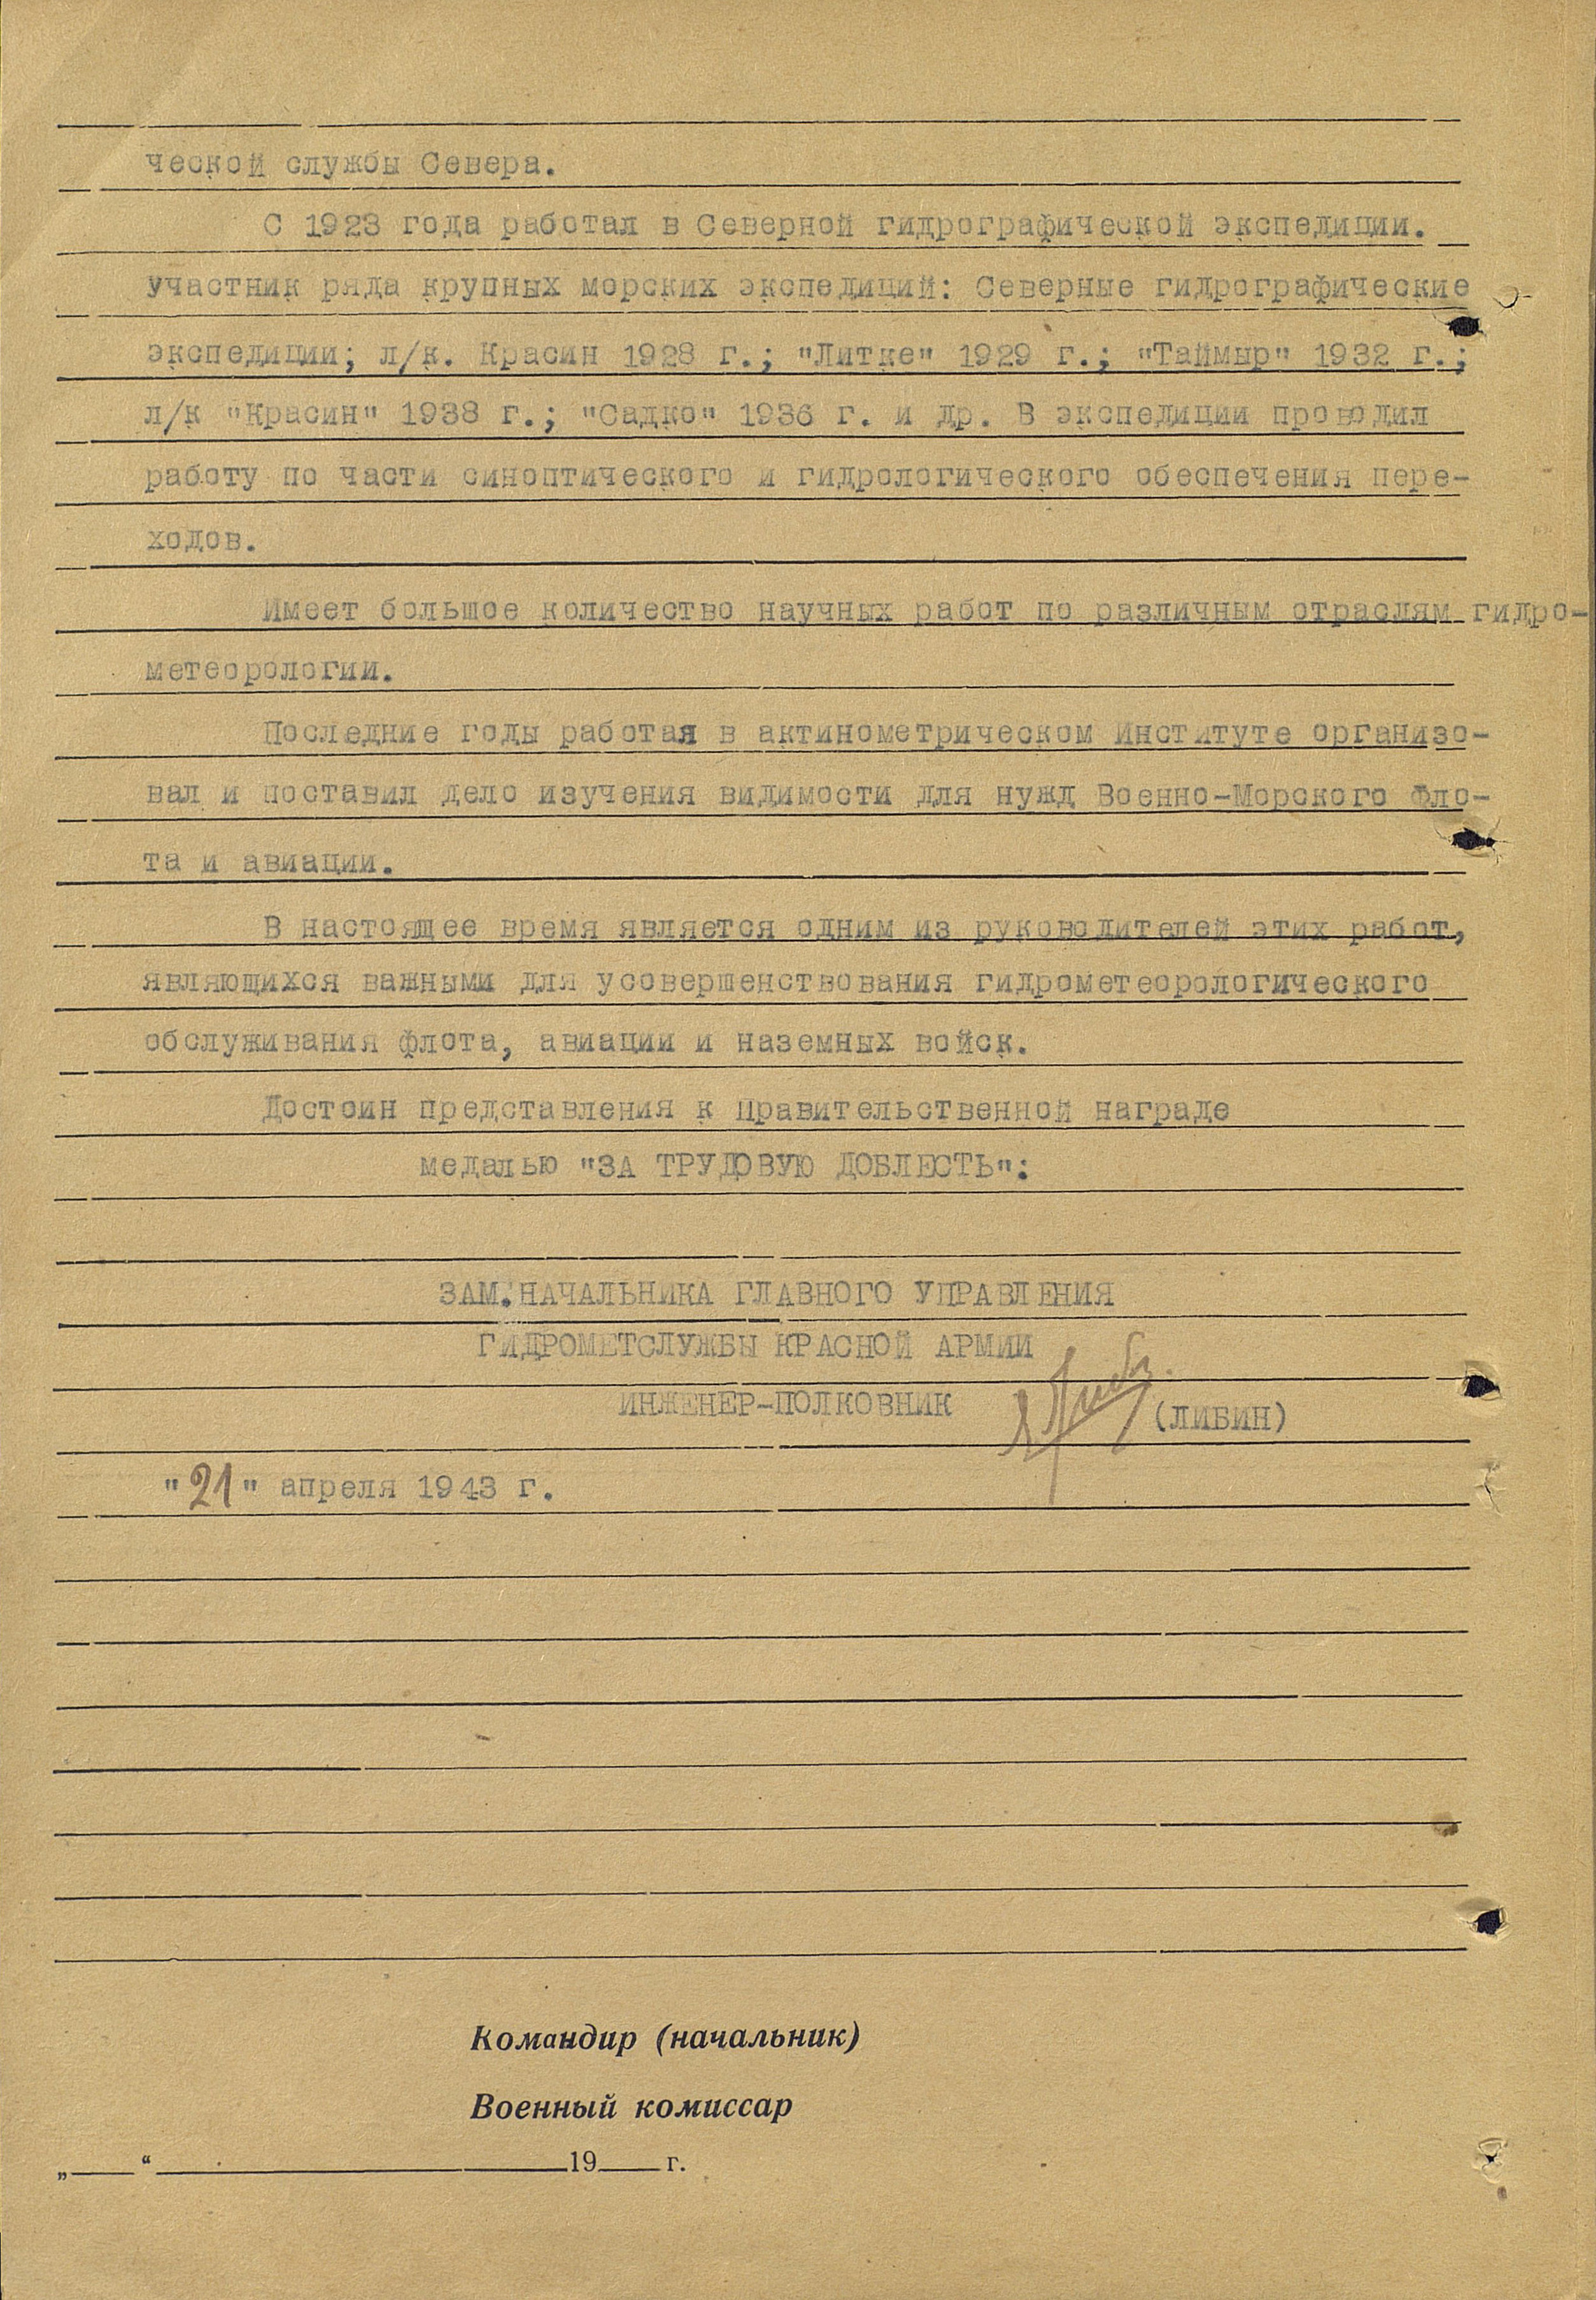 ческой службы Севера.
С 1923 года работал в Северной гидрографической экспедиции.
участник ряда крупных морских экспедиций: Северные гидрографические
экспедиции; л/к. Красин 1928 г.; "Литке" 1929 г.; "Таймыр" 1932 г.;
л/к "Красин" 1938 г.; "Садко" 1936 г. и др. В экспедиции проводил
работу по части синоптического и гидрологического обеспечения пере-
ходов.
Имеет большое количество научных работ по различным отраслям гидро-
метеорологии.
Последние годы работая в актинометрическом Институте организо-
вал и поставил дело изучения видимости для нужд Военно-Морского Фло-
та и авиации.
В настоящее время является одним из руководителей этих работ,
являющихся важными для усовершенствования гидрометеорологического
обслуживания флота, авиации и наземных войск.
Достоин представления к Правительственной награде
медалью "ЗА ТРУДОВУЮ ДОБЛЕСТЬ":
ЗАМ.НАЧАЛЬНИКА ГЛАВНОГО УПРАВЛЕНИЯ
ГИДРОМЕТСЛУЖБЫ КРАСНОЙ АРМИИ
ИНЖЕНЕР-ПОЛКОВНИК (ЛИБИН)
"21" апреля 1943 г.
Командир (начальник)
Военный комиссар
„___“ ______________19___г.